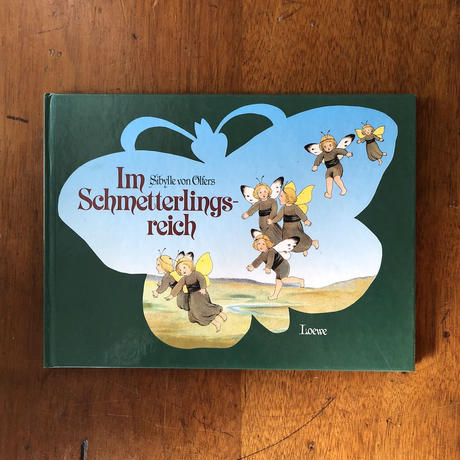 Im
Sibylle von Olfers
Schmetterlings-
reich
Loewe